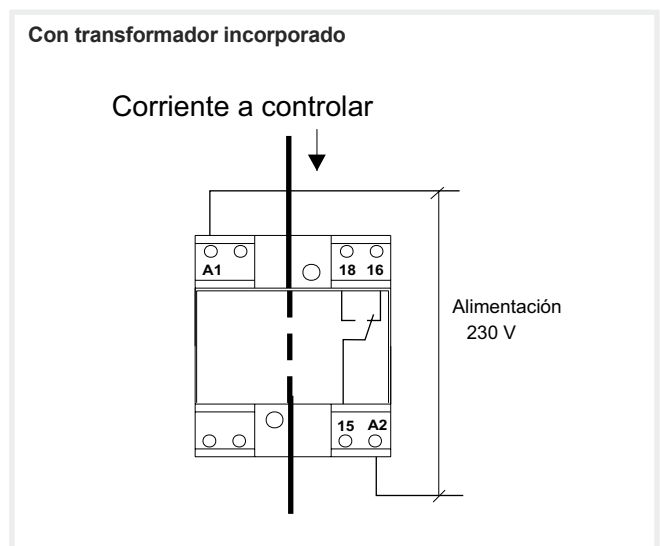 Con transformador incorporado
Corriente a controlar
A1
18 16
Alimentación
230 V
15 A2